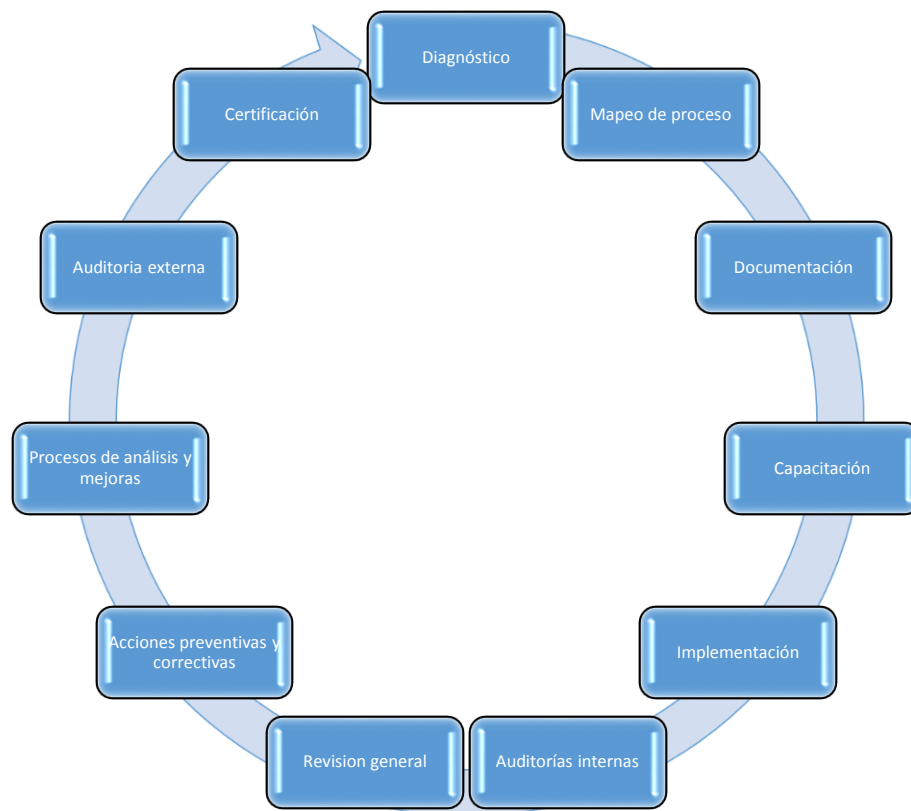 Diagnóstico
Mapeo de proceso
Documentación
Capacitación
Implementación
Auditorías internas
Revision general
Acciones preventivas y
correctivas
Procesos de análisis y
mejoras
Auditoria externa
Certificación